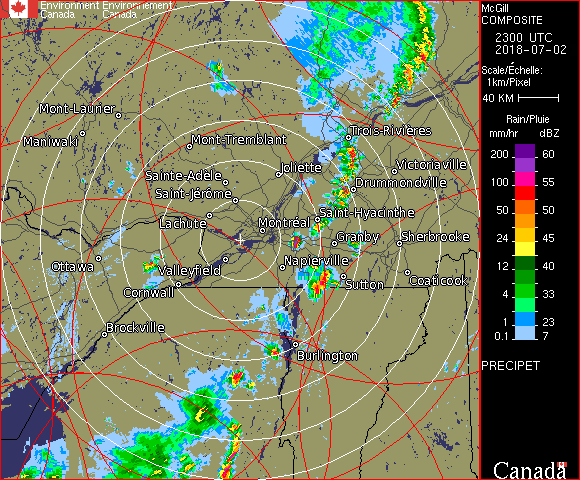 Environment Environnement
Canada Canada
McGill
COMPOSITE
2300 UTC
2018-07-02
Scale/Échelle:
1km/Pixel
40 KM
Rain/Pluie
mm/hr dBZ
200 60
100 55
50 50
24 45
12 40
4 33
1 23
0.1 7
PRECIPET
Canada
Mont-Laurier
Maniwaki
Mont-Tremblant
Trois-Rivières
Joliette
Victoriaville
Sainte-Adèle
Drummondville
Saint-Jérôme
Saint-Hyacinthe
Lachute
Montréal
Granby
Sherbrooke
Ottawa
Valleyfield
Napierville
Cornwall
Sutton
Coaticook
Brockville
Burlington